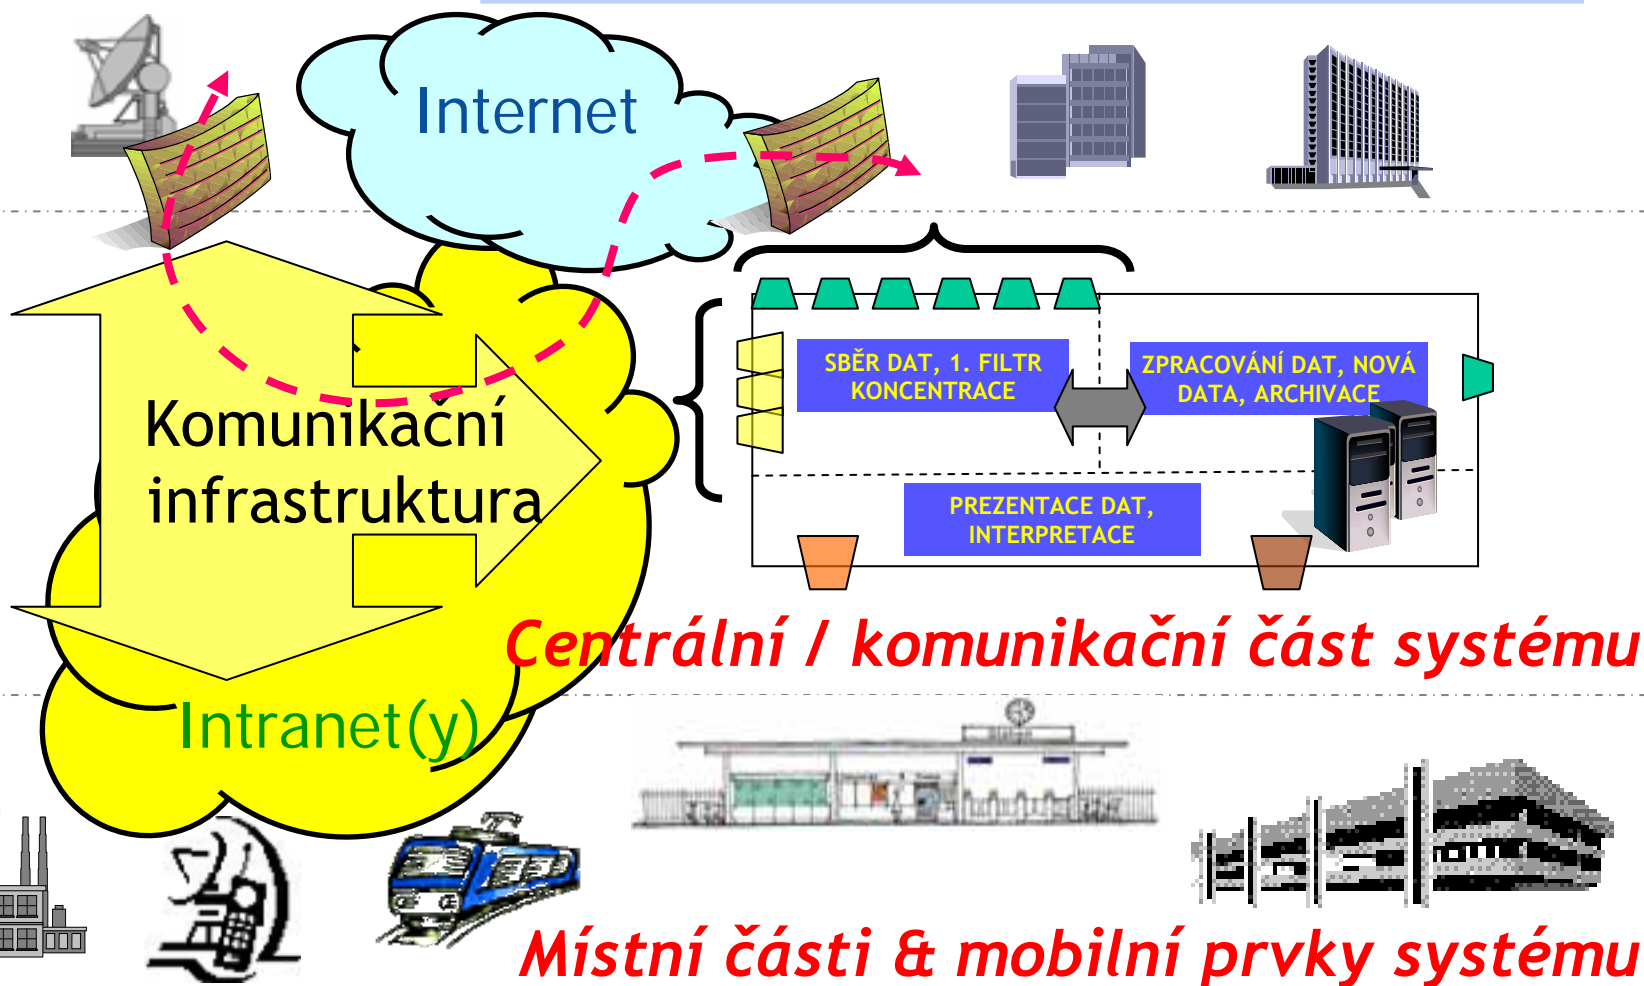 Internet
SBĚR DAT, 1. FILTR
KONCENTRACE
ZPRACOVÁNÍ DAT, NOVÁ
DATA, ARCHIVACE
Komunikační
infrastruktura
PREZENTACE DAT,
INTERPRETACE
Centrální / komunikační část systému
Intranet(y)
Místní části & mobilní prvky systému